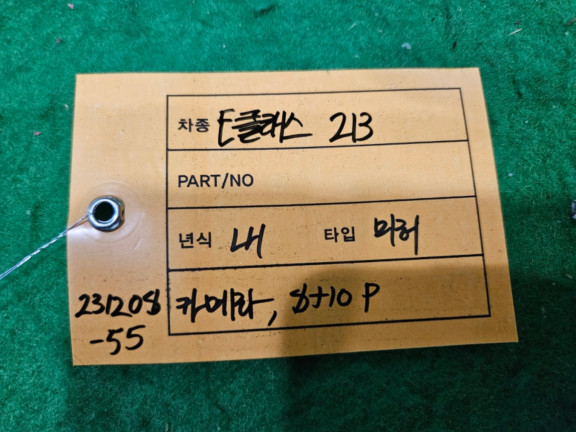 차종 E클래스 213
PART/NO
년식 내 타입 미러
231208 카메라, 8+10 P
-55